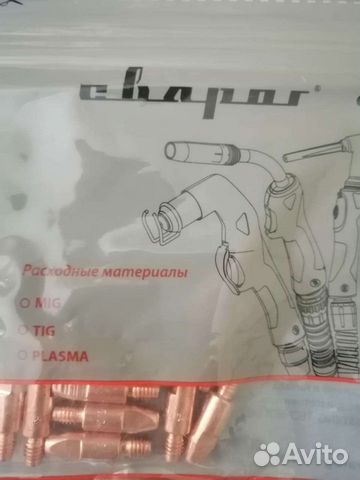 сварог®
Расходные материалы
MIG
TIG
PLASMA
Avito